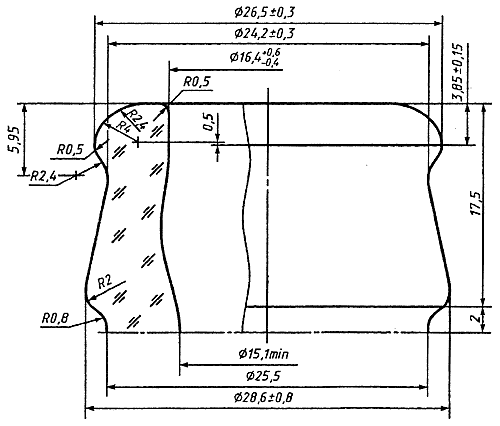 Ø26,5±0,3
Ø24,2±0,3
Ø16,4 +0,6 -0,4
R0,5
3,85±0,15
5,95
R2,4
R4
0,5
R0,5
R2,4
17,5
R2
R0,8
2
Ø15,1min
Ø25,5
Ø28,6±0,8